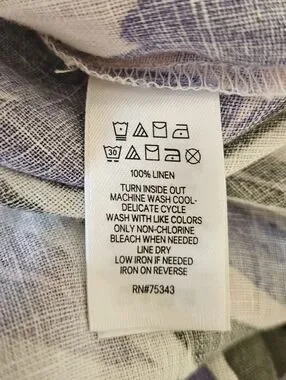 30
100% LINEN
TURN INSIDE OUT
MACHINE WASH COOL-
DELICATE CYCLE
WASH WITH LIKE COLORS
ONLY NON-CHLORINE
BLEACH WHEN NEEDED
LINE DRY
LOW IRON IF NEEDED
IRON ON REVERSE
RN#75343